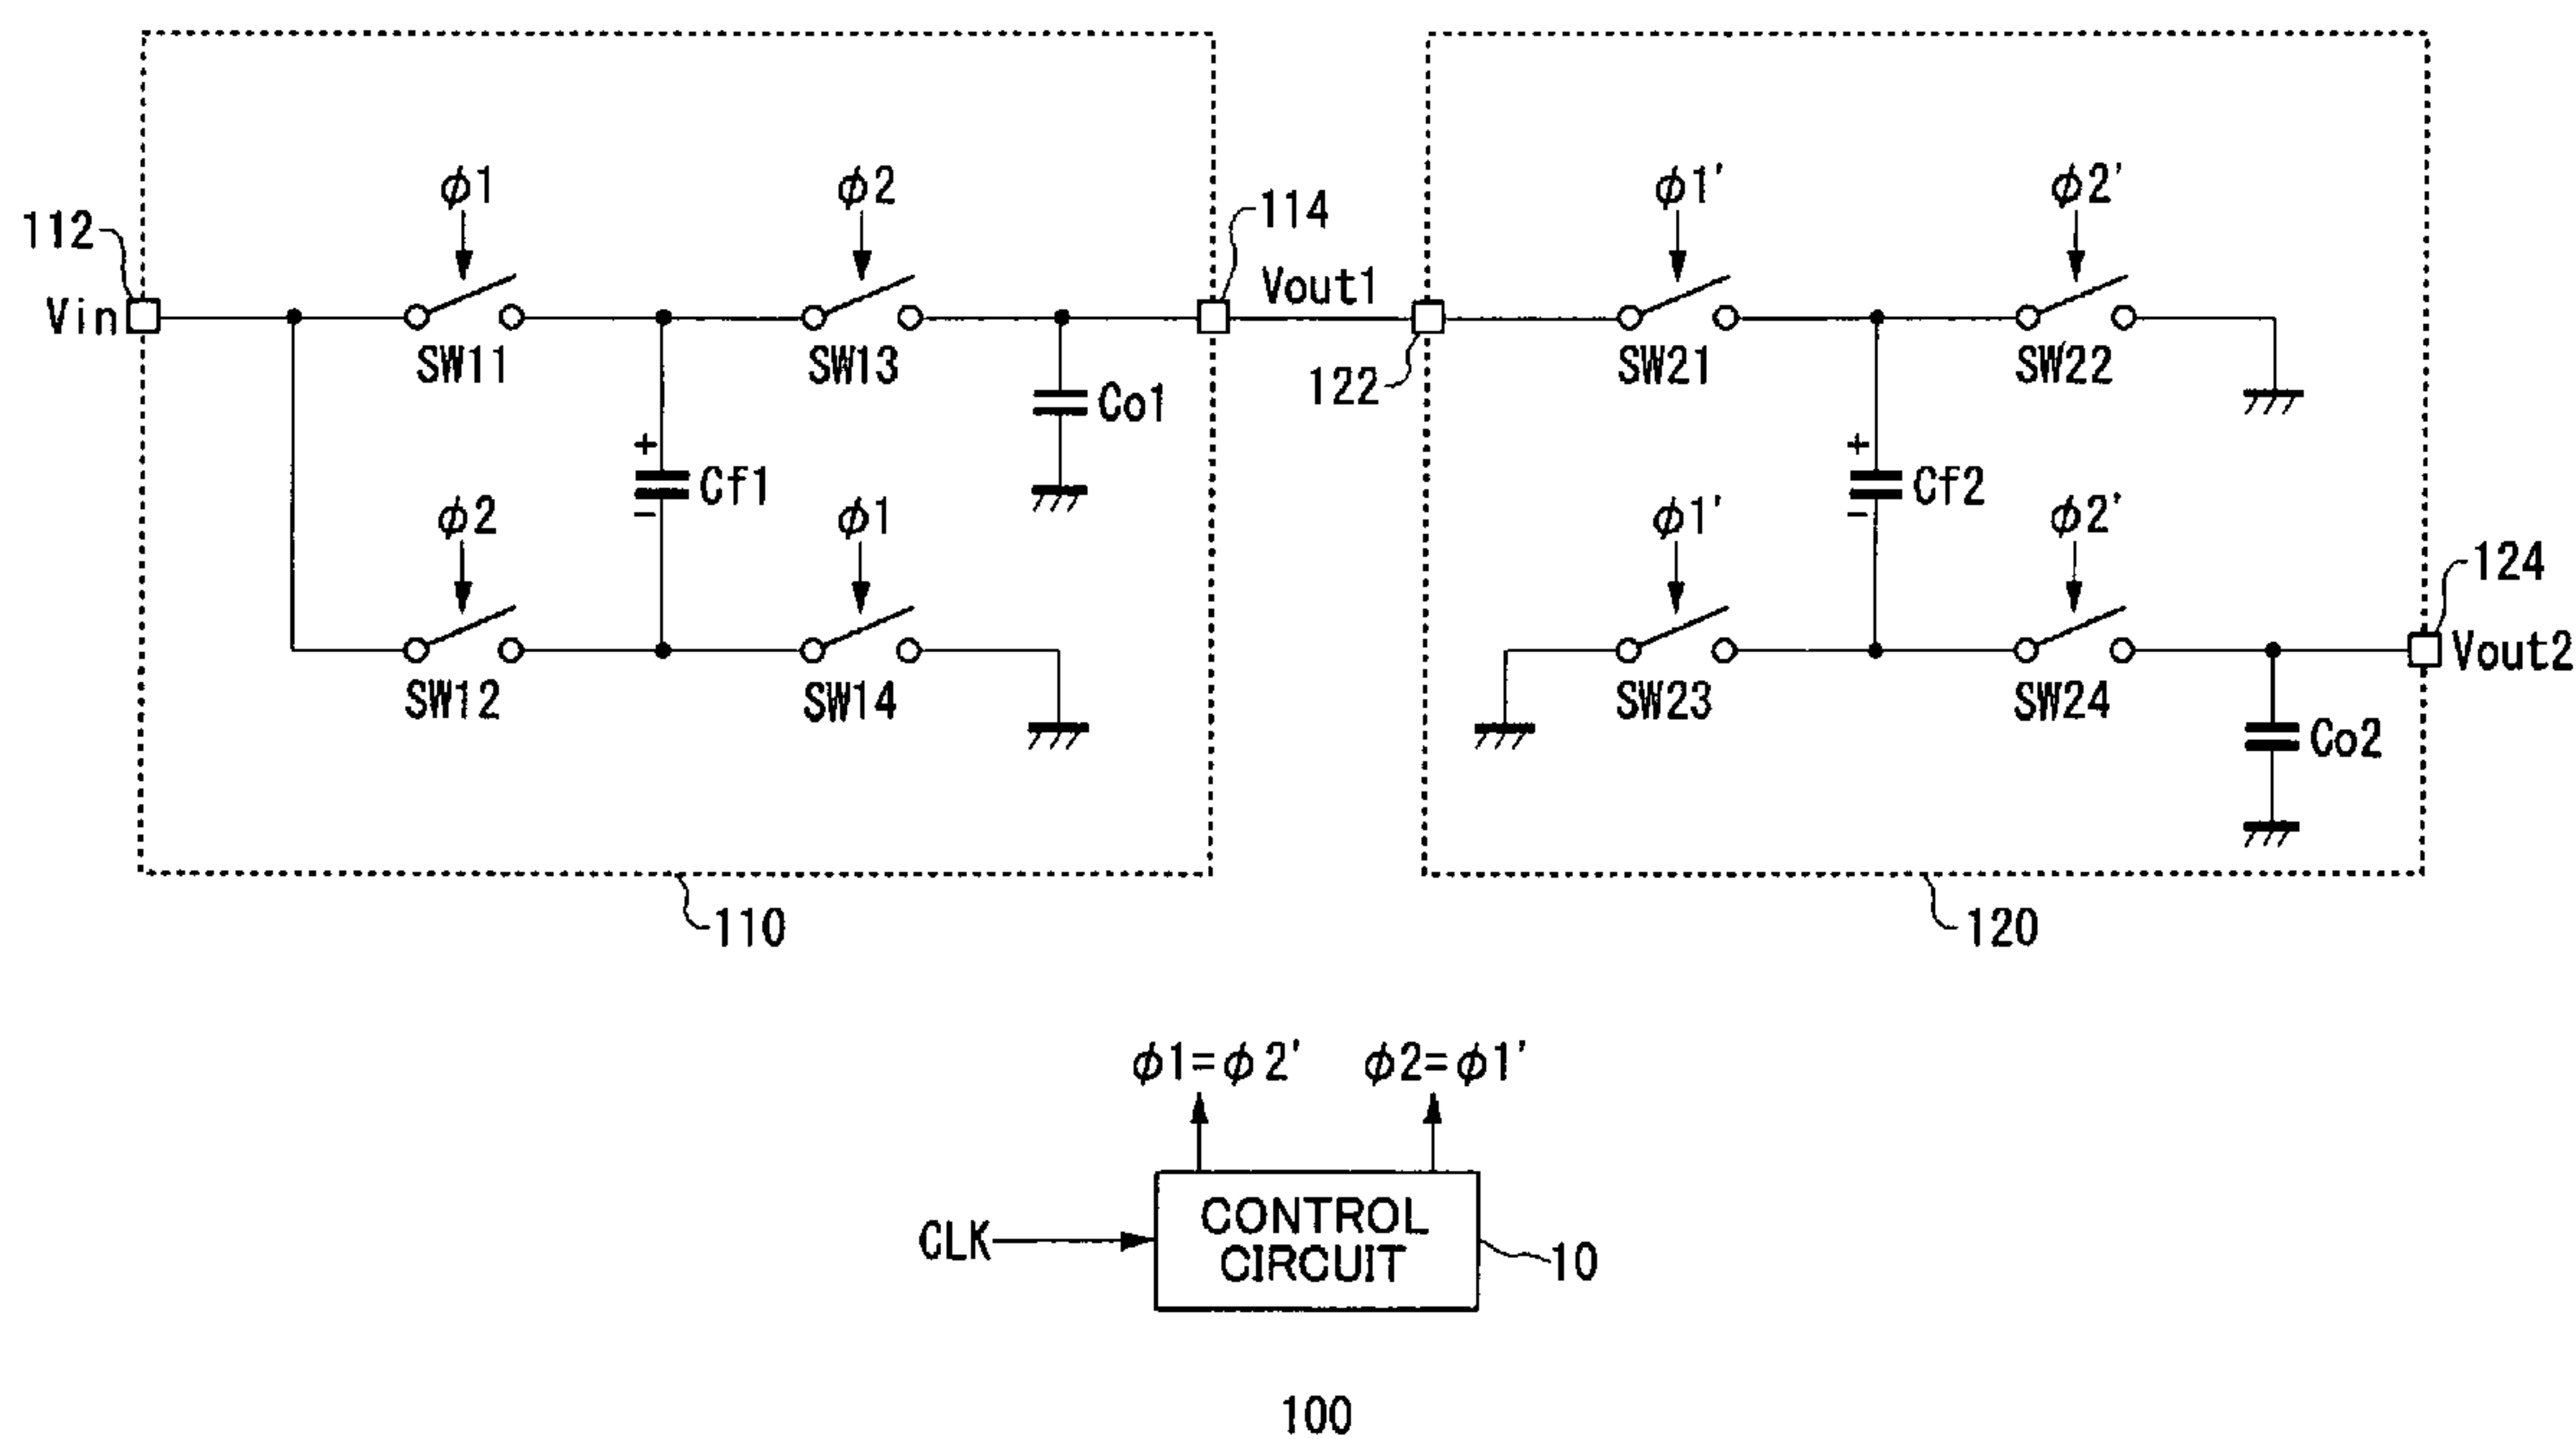 ϕ1
ϕ2
ϕ1'
ϕ2'
112
114
Vin
Vout1
SW11
SW13
Co1
122
SW21
SW22
+
Cf1
-
+
Cf2
-
ϕ2
ϕ1
ϕ1'
ϕ2'
124
Vout2
SW12
SW14
SW23
SW24
Co2
110
120
ϕ1=ϕ2'
ϕ2=ϕ1'
CLK
CONTROL
CIRCUIT
10
100